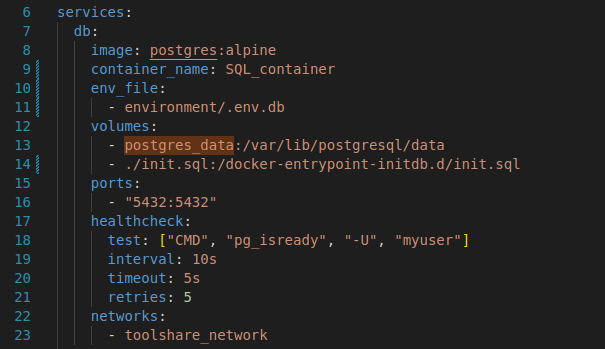 6 services:
7 db:
8 image: postgres:alpine
9 container_name: SQL_container
10 env_file:
11 - environment/.env.db
12 volumes:
13 - postgres_data:/var/lib/postgresql/data
14 - ./init.sql:/docker-entrypoint-initdb.d/init.sql
15 ports:
16 - "5432:5432"
17 healthcheck:
18 test: ["CMD", "pg_isready", "-U", "myuser"]
19 interval: 10s
20 timeout: 5s
21 retries: 5
22 networks:
23 - toolshare_network